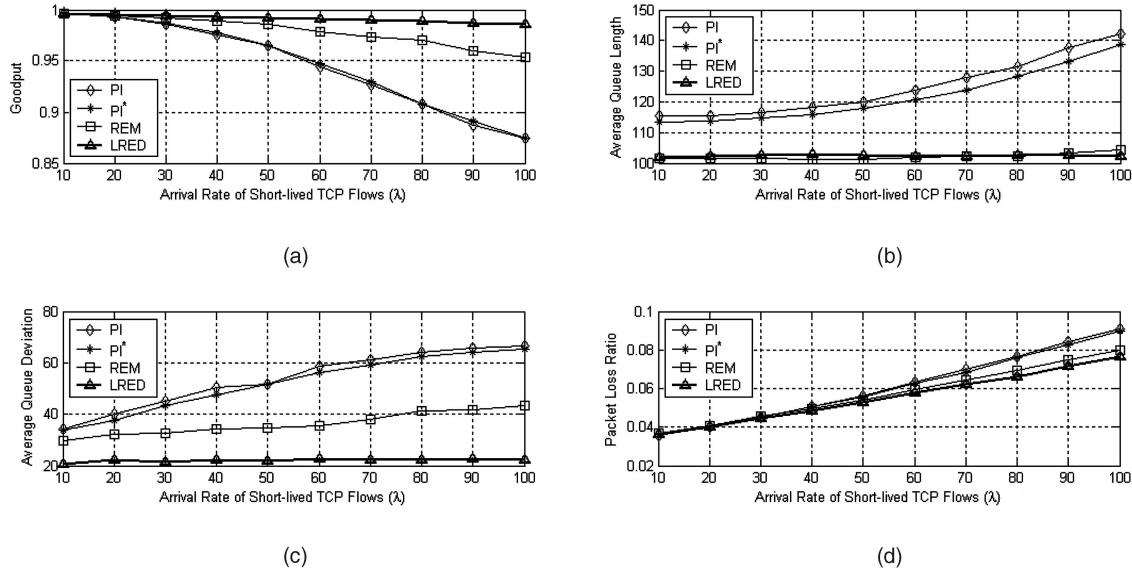 1
0.95
0.9
0.85
Goodput
PI
PI*
REM
LRED
10 20 30 40 50 60 70 80 90 100
Arrival Rate of Short-lived TCP Flows (λ)
(a)
150
140
130
120
110
100
Average Queue Length
PI
PI*
REM
LRED
10 20 30 40 50 60 70 80 90 100
Arrival Rate of Short-lived TCP Flows (λ)
(b)
80
60
40
20
Average Queue Deviation
PI
PI*
REM
LRED
10 20 30 40 50 60 70 80 90 100
Arrival Rate of Short-lived TCP Flows (λ)
(c)
0.1
0.08
0.06
0.04
0.02
Packet Loss Ratio
PI
PI*
REM
LRED
10 20 30 40 50 60 70 80 90 100
Arrival Rate of Short-lived TCP Flows (λ)
(d)